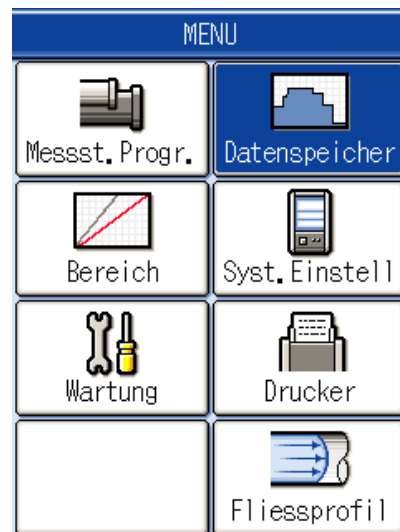 MENU
Messst.Progr.
Datenspeicher
Bereich
Syst.Einstell
Wartung
Drucker
Fliessprofil